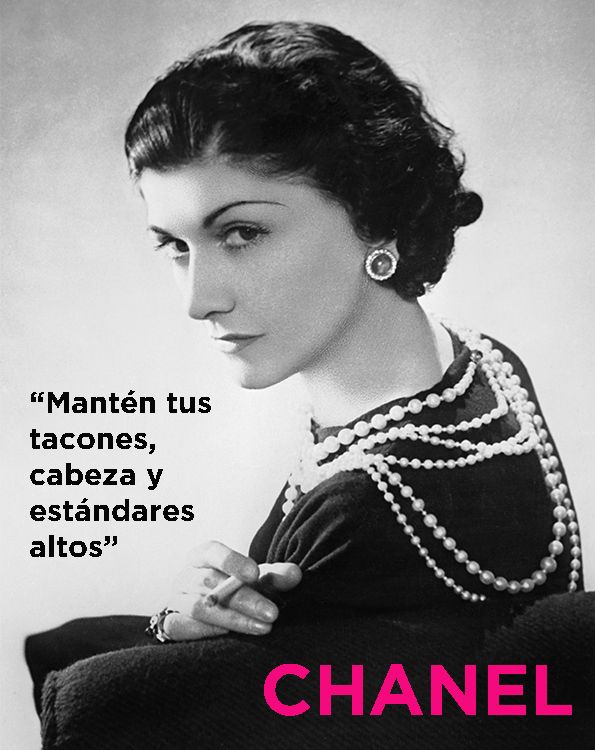 “Mantén tus
tacones,
cabeza y
estándares
altos”
CHANEL